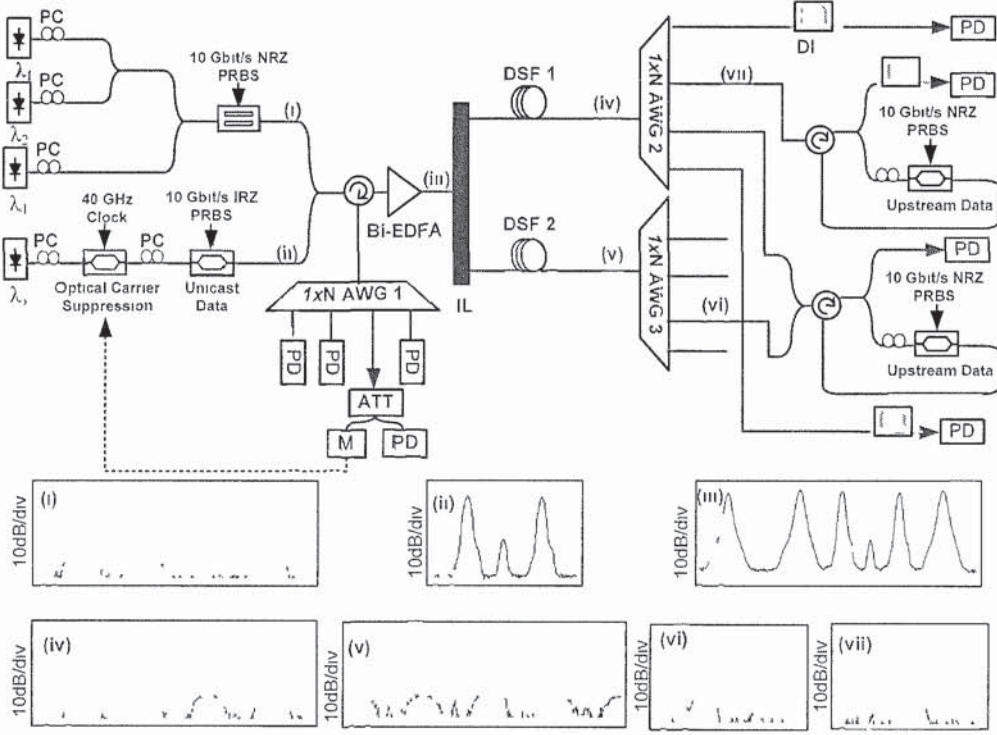 PC
λ1
PC
λ2
PC
λ1
10 Gbit/s NRZ
PRBS
(i)
PC
40 GHz
Clock
PC
10 Gbit/s IRZ
PRBS
(ii)
Optical Carrier
Suppression
Unicast
Data
Bi-EDFA
(iii)
IL
1xN AWG 1
PD
PD
PD
ATT
M
PD
DSF 1
(iv)
1xN AWG 2
DSF 2
(v)
1xN AWG 3
(vi)
(vii)
DI
PD
PD
10 Gbit/s NRZ
PRBS
Upstream Data
PD
10 Gbit/s NRZ
PRBS
Upstream Data
PD
(i)
10dB/div
(ii)
10dB/div
(iii)
10dB/div
(iv)
10dB/div
(v)
10dB/div
(vi)
10dB/div
(vii)
10dB/div